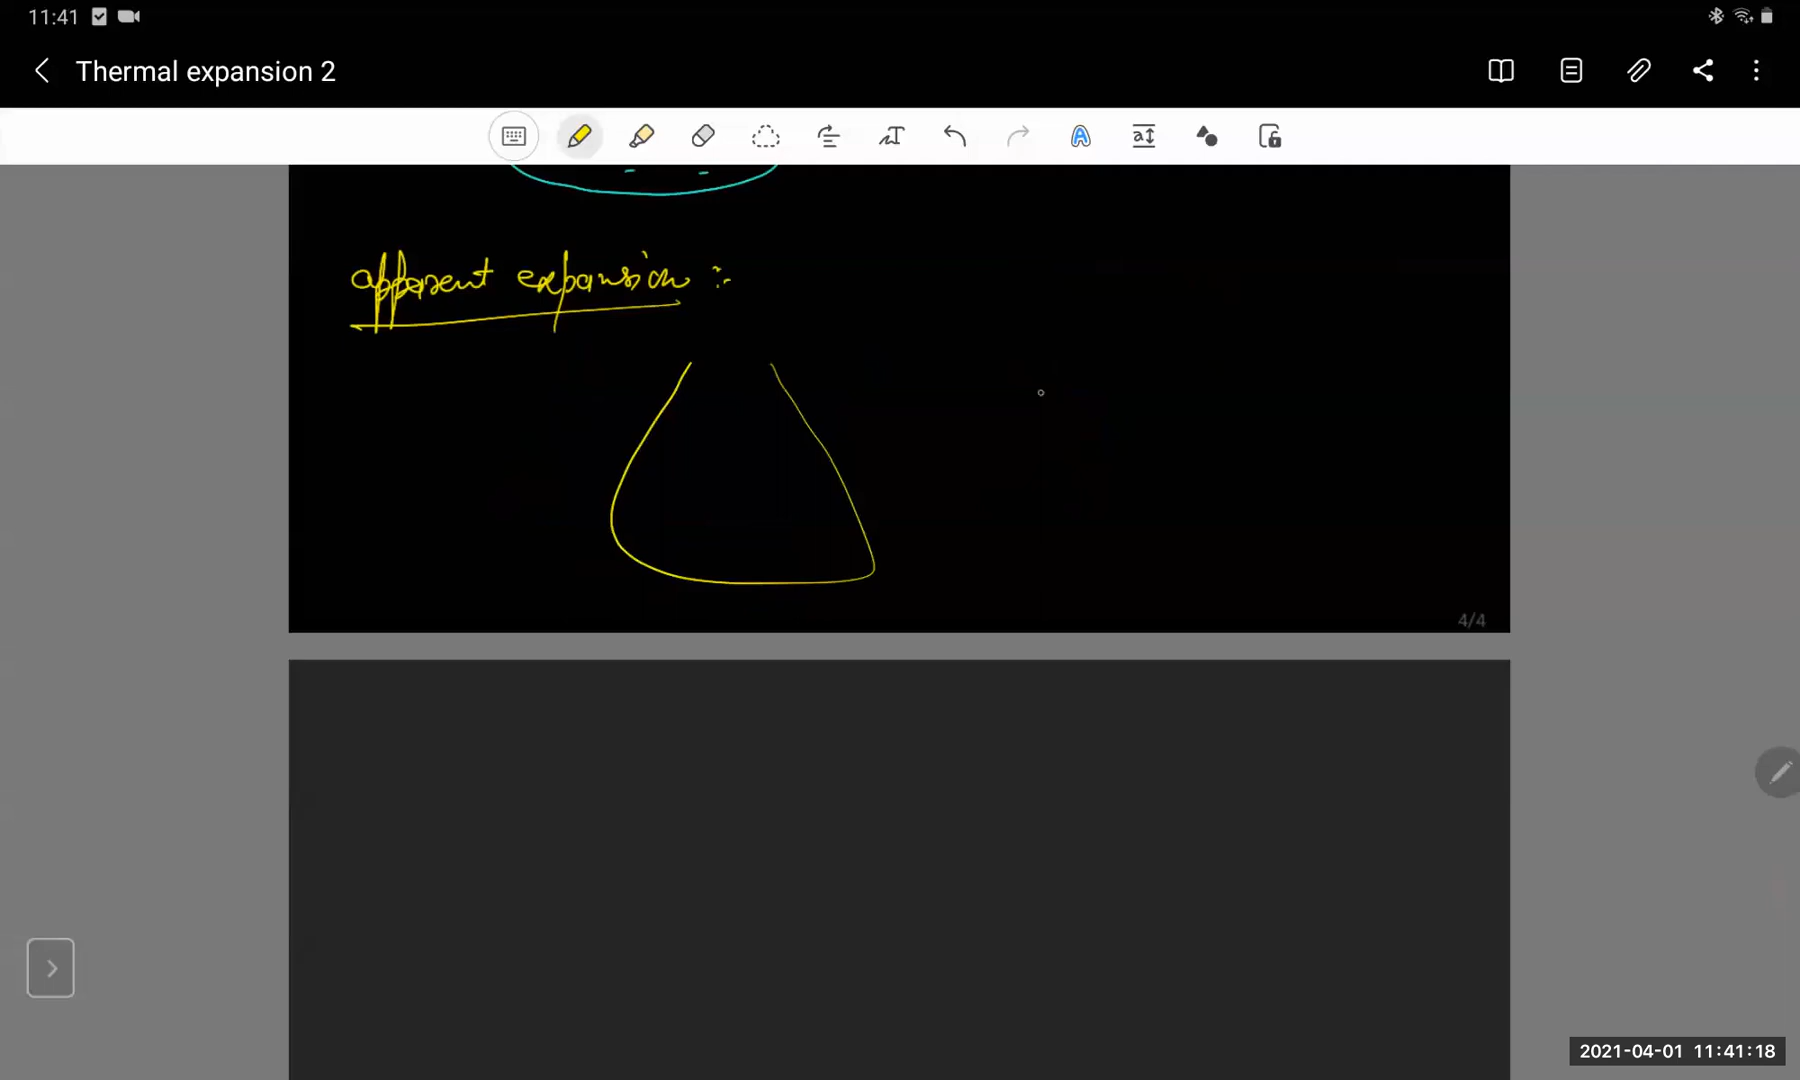 11:41
Thermal expansion 2
apparent expansion :-
4/4
2021-04-01 11:41:18